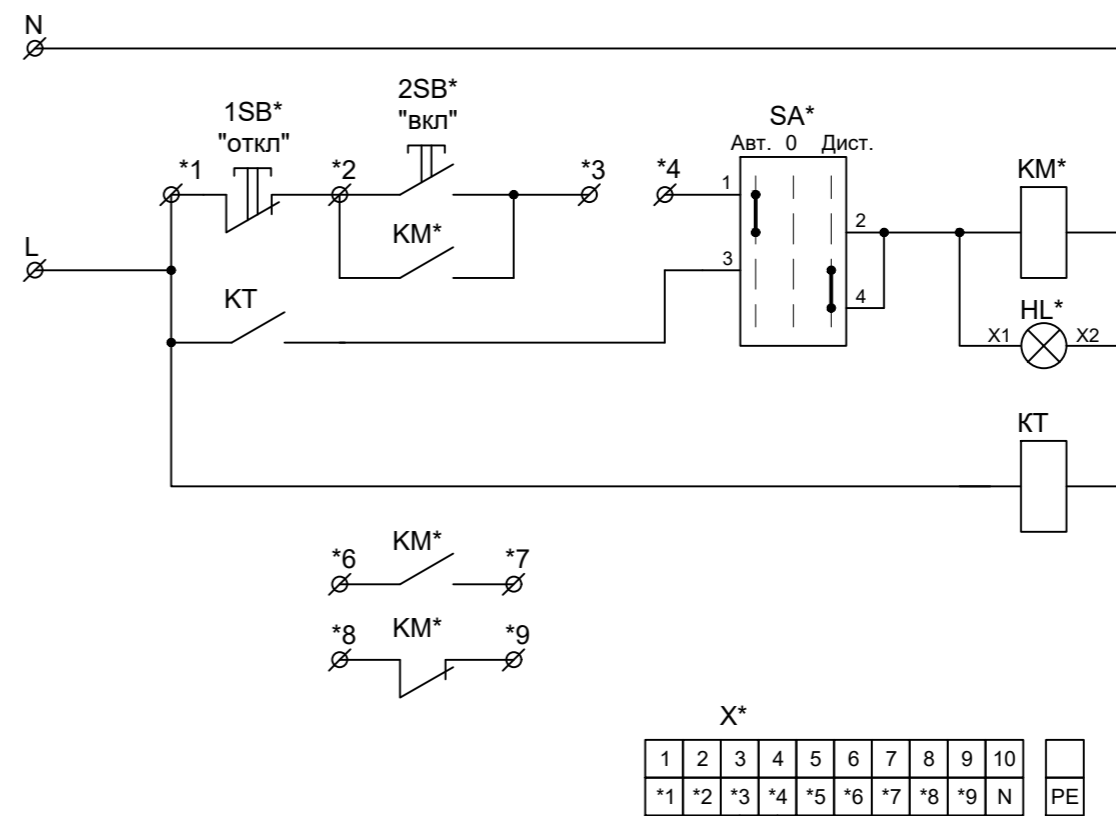 N
2SB*
1SB*
"вкл"
"откл"
SA*
Авт. 0 Дист.
*1 *2 *3 *4 1 KM*
2
KM*
L
3
KT
4
HL*
X1 X2
KT
KM*
*6 *7
KM*
*8 *9
X*
1 2 3 4 5 6 7 8 9 10
*1 *2 *3 *4 *5 *6 *7 *8 *9 N PE